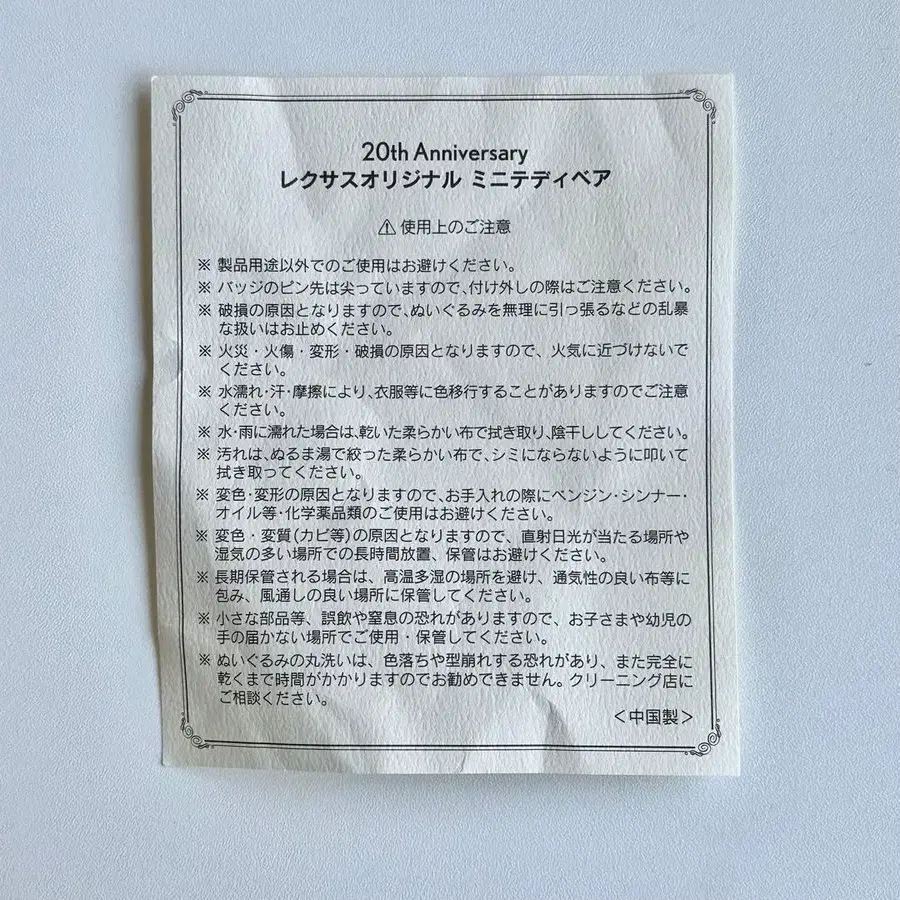 20th Anniversary
レクサスオリジナル ミニテディベア
⚠ 使用上のご注意
※ 製品用途以外でのご使用はお避けください。
※ バッジのピン先は尖っていますので、付け外しの際はご注意ください。
※ 破損の原因となりますので、ぬいぐるみを無理に引っ張るなどの乱暴
な扱いはお止めください。
※ 火災・火傷・変形・破損の原因となりますので、火気に近づけないで
ください。
※ 水濡れ・汗・摩擦により、衣服等に色移行することがありますのでご注意
ください。
※ 水・雨に濡れた場合は、乾いた柔らかい布で拭き取り、陰干ししてください。
※ 汚れは、ぬるま湯で絞った柔らかい布で、シミにならないように叩いて
拭き取ってください。
※ 変色・変形の原因となりますので、お手入れの際にベンジン・シンナー・
オイル等・化学薬品類のご使用はお避けください。
※ 変色・変質(カビ等)の原因となりますので、直射日光が当たる場所や
湿気の多い場所での長時間放置、保管はお避けください。
※ 長期保管される場合は、高温多湿の場所を避け、通気性の良い布等に
包み、風通しの良い場所に保管してください。
※ 小さな部品等、誤飲や窒息の恐れがありますので、お子さまや幼児の
手の届かない場所でご使用・保管してください。
※ ぬいぐるみの丸洗いは、色落ちや型崩れする恐れがあり、また完全に
乾くまで時間がかかりますのでお勧めできません。クリーニング店に
ご相談ください。
＜中国製＞